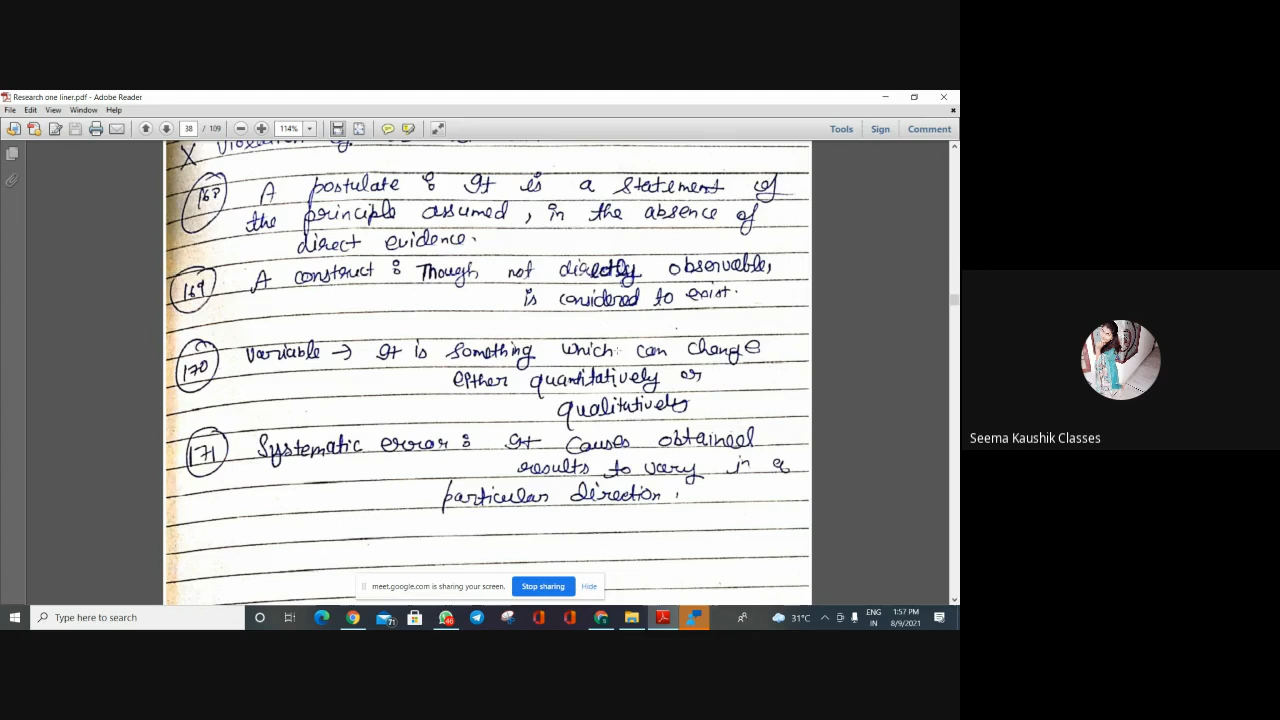 Research one liner.pdf - Adobe Reader
File Edit View Window Help
38 / 109 114%
Tools Sign Comment
X Violation of
168 A postulate : It is a statement of
the principle assumed, in the absence of
direct evidence.
169 A construct : Though not directly observable,
is considered to exist.
170 Variable → It is something which can change
either quantitatively or
qualitatively
171 Systematic error : It causes obtained
results to vary in a
particular direction.
meet.google.com is sharing your screen. Stop sharing Hide
Seema Kaushik Classes
Type here to search
71
46
31°C
ENG
IN
1:57 PM
8/9/2021